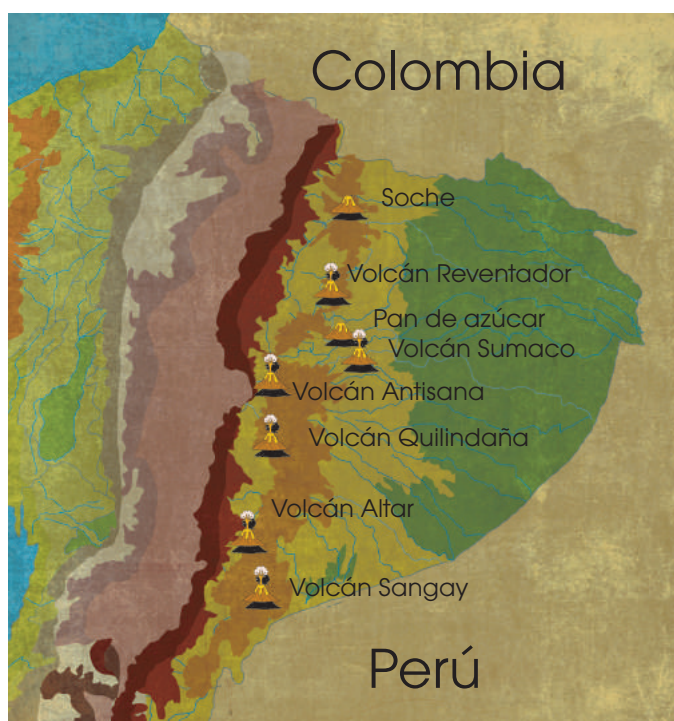 Colombia
Soche
Volcán Reventador
Pan de azúcar
Volcán Sumaco
Volcán Antisana
Volcán Quilindaña
Volcán Altar
Volcán Sangay
Perú